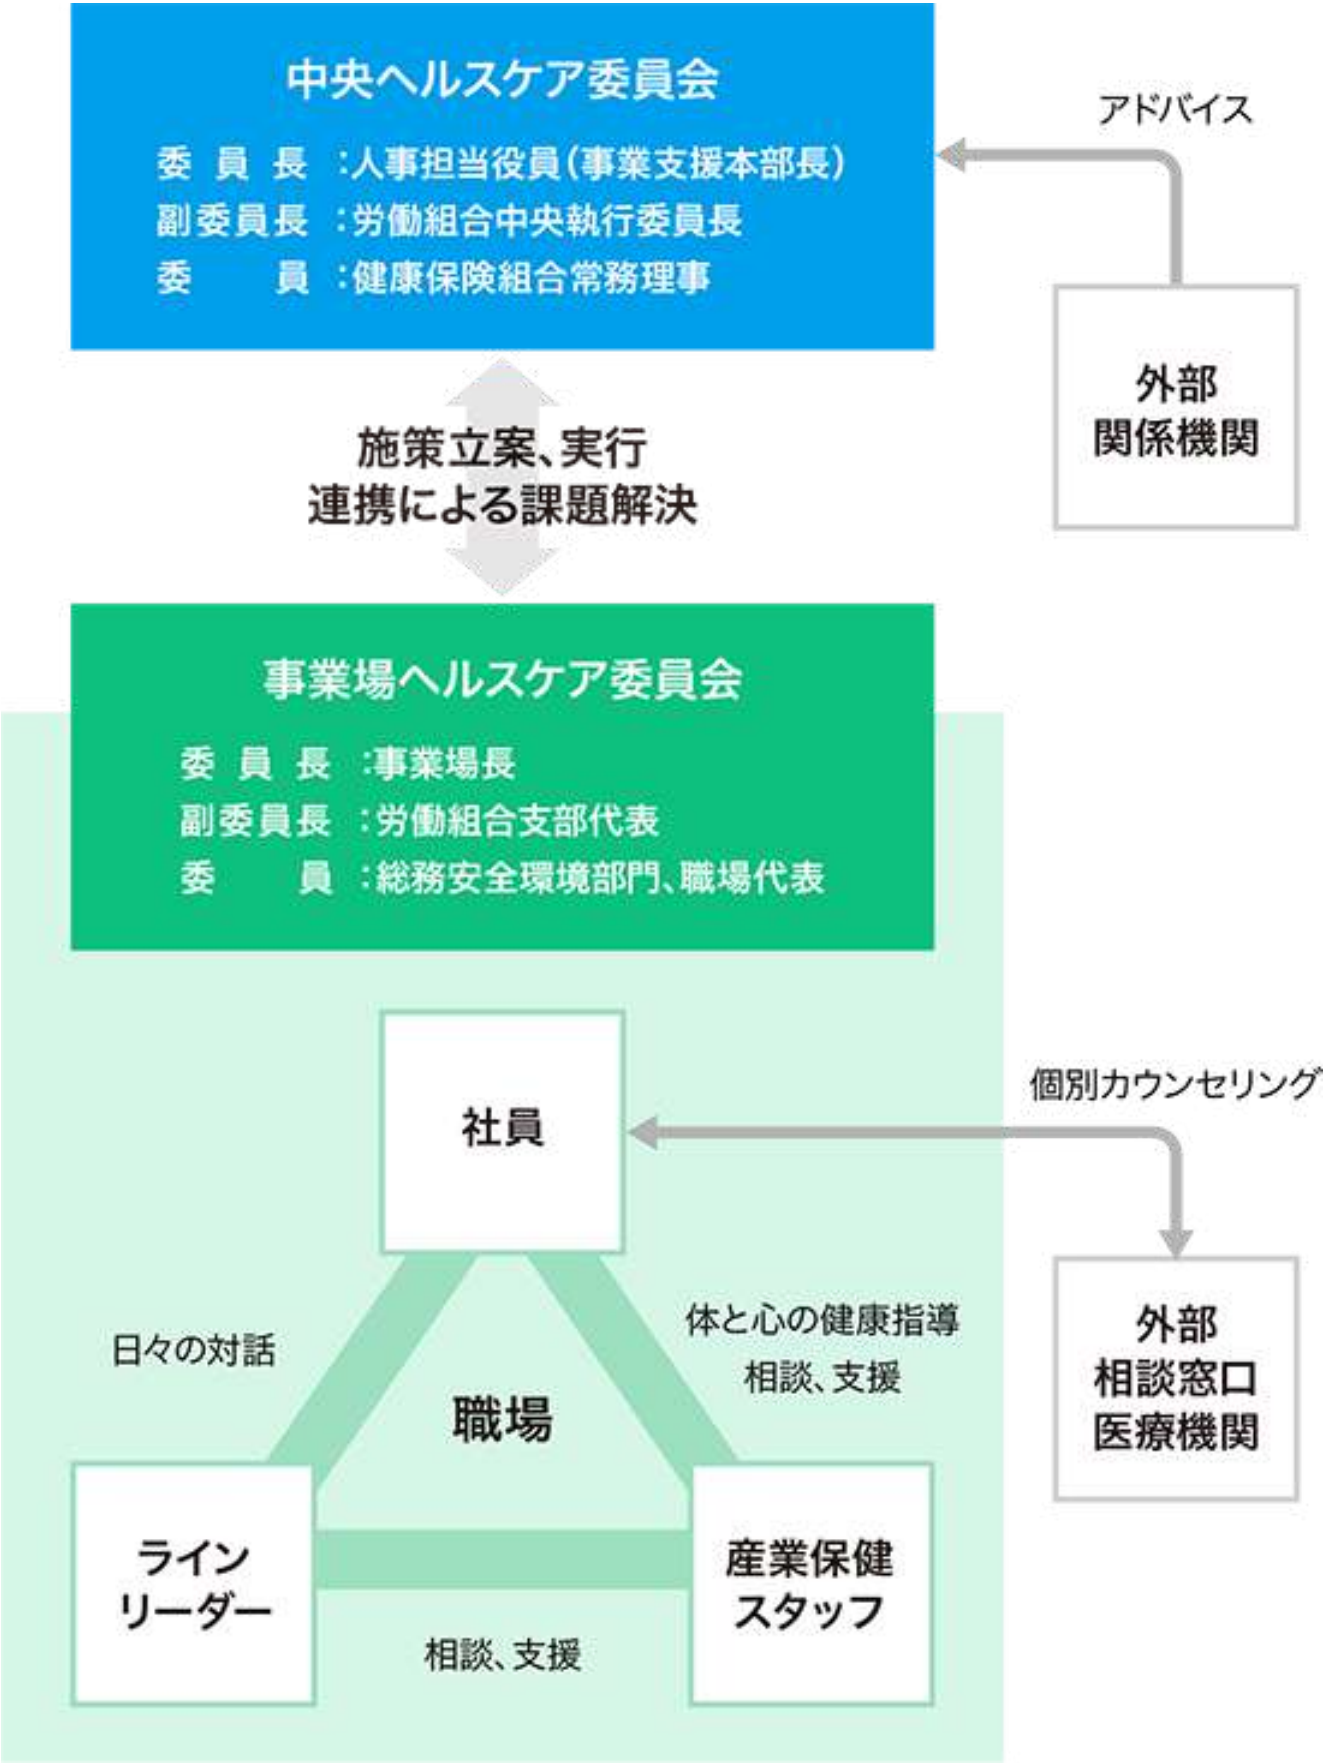 中央ヘルスケア委員会
委員長：人事担当役員（事業支援本部長）
副委員長：労働組合中央執行委員長
委員：健康保険組合常務理事
アドバイス
外部
関係機関
施策立案、実行
連携による課題解決
事業場ヘルスケア委員会
委員長：事業場長
副委員長：労働組合支部代表
委員：総務安全環境部門、職場代表
社員
個別カウンセリング
外部
相談窓口
医療機関
日々の対話
体と心の健康指導
相談、支援
職場
ライン
リーダー
産業保健
スタッフ
相談、支援